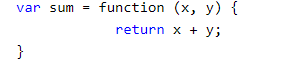 var sum = function (x, y) {
return x + y;
}